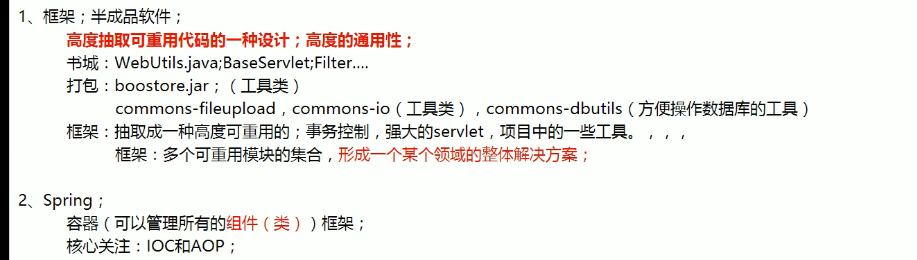 1、框架；半成品软件；
高度抽取可重用代码的一种设计；高度的通用性；
书城：WebUtils.java;BaseServlet;Filter....
打包：boostore.jar；（工具类）
commons-fileupload，commons-io（工具类），commons-dbutils（方便操作数据库的工具）
框架：抽取成一种高度可重用的；事务控制，强大的servlet，项目中的一些工具。，，，
框架：多个可重用模块的集合，形成一个某个领域的整体解决方案；
2、Spring；
容器（可以管理所有的组件（类））框架；
核心关注：IOC和AOP；